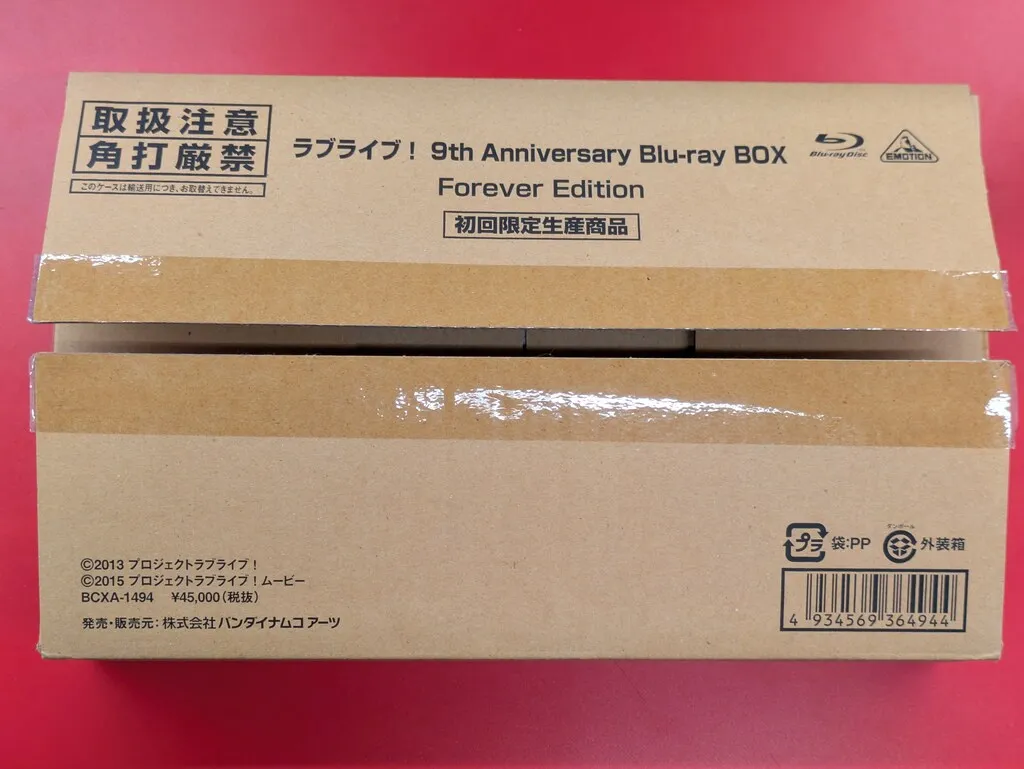 取扱注意
角打厳禁
このケースは輸送用につき、お取替えできません。
ラブライブ！ 9th Anniversary Blu-ray BOX
Forever Edition
初回限定生産商品
Blu-ray Disc
EMOTION
©2013 プロジェクトラブライブ！
©2015 プロジェクトラブライブ！ムービー
BCXA-1494 ¥45,000(税抜)
発売・販売元：株式会社バンダイナムコアーツ
プラ 袋:PP
ダンボール
外装箱
4 934569 364944